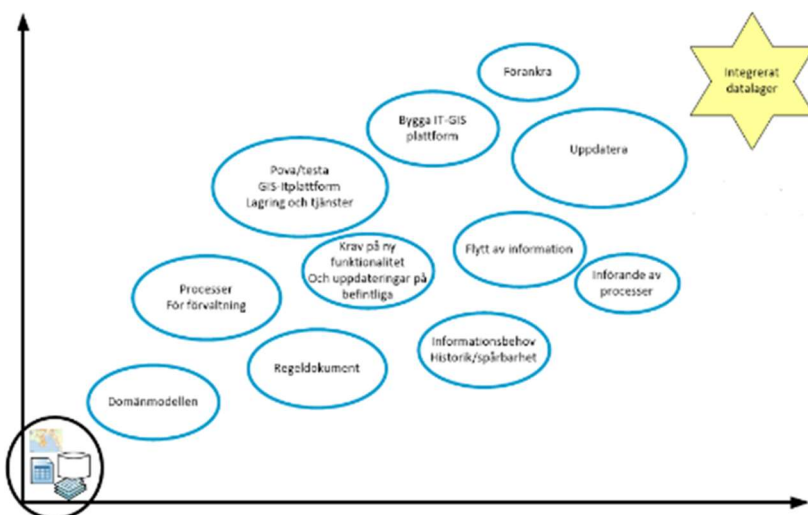 Förankra
Integrerat
datalager
Bygga IT-GIS
plattform
Uppdatera
Pova/testa
GIS-Itplattform
Lagring och tjänster
Krav på ny
funktionalitet
Och uppdateringar på
befintliga
Flytt av information
Införande av
processer
Processer
För förvaltning
Informationsbehov
Historik/spårbarhet
Regeldokument
Domänmodellen